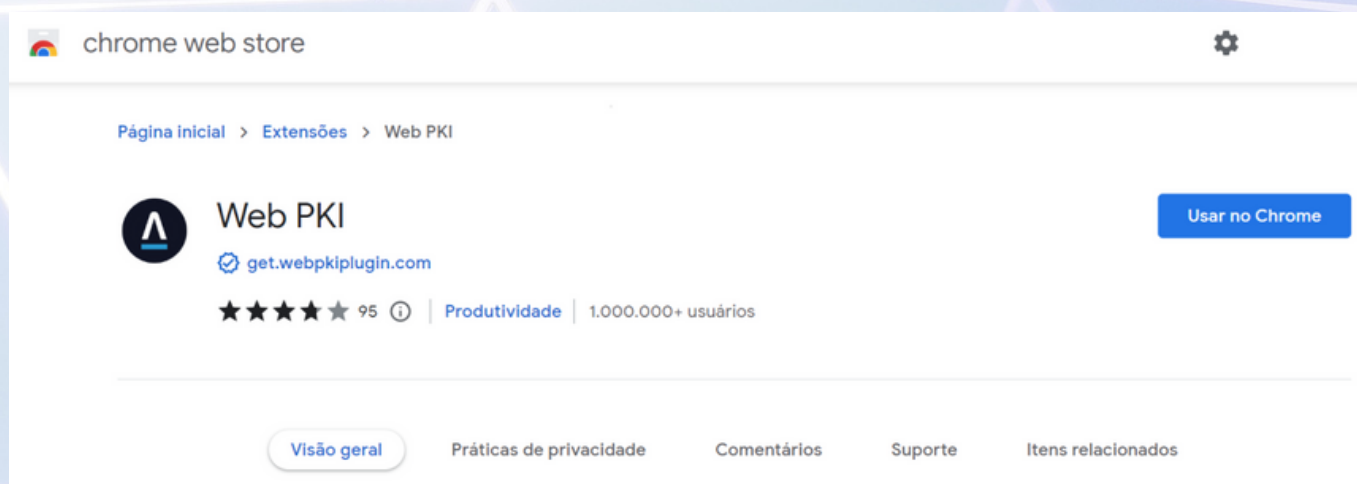 chrome web store
Página inicial > Extensões > Web PKI
Web PKI
Usar no Chrome
get.webpkiplugin.com
95 | Produtividade | 1.000.000+ usuários
Visão geral Práticas de privacidade Comentários Suporte Itens relacionados